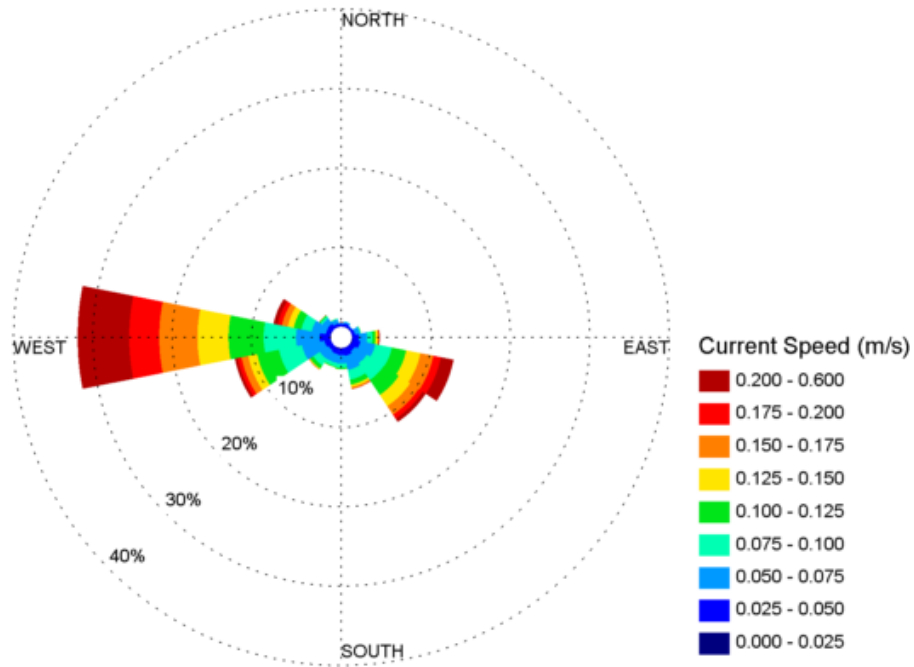 NORTH
WEST
EAST
10%
20%
30%
40%
SOUTH
Current Speed (m/s)
0.200 - 0.600
0.175 - 0.200
0.150 - 0.175
0.125 - 0.150
0.100 - 0.125
0.075 - 0.100
0.050 - 0.075
0.025 - 0.050
0.000 - 0.025